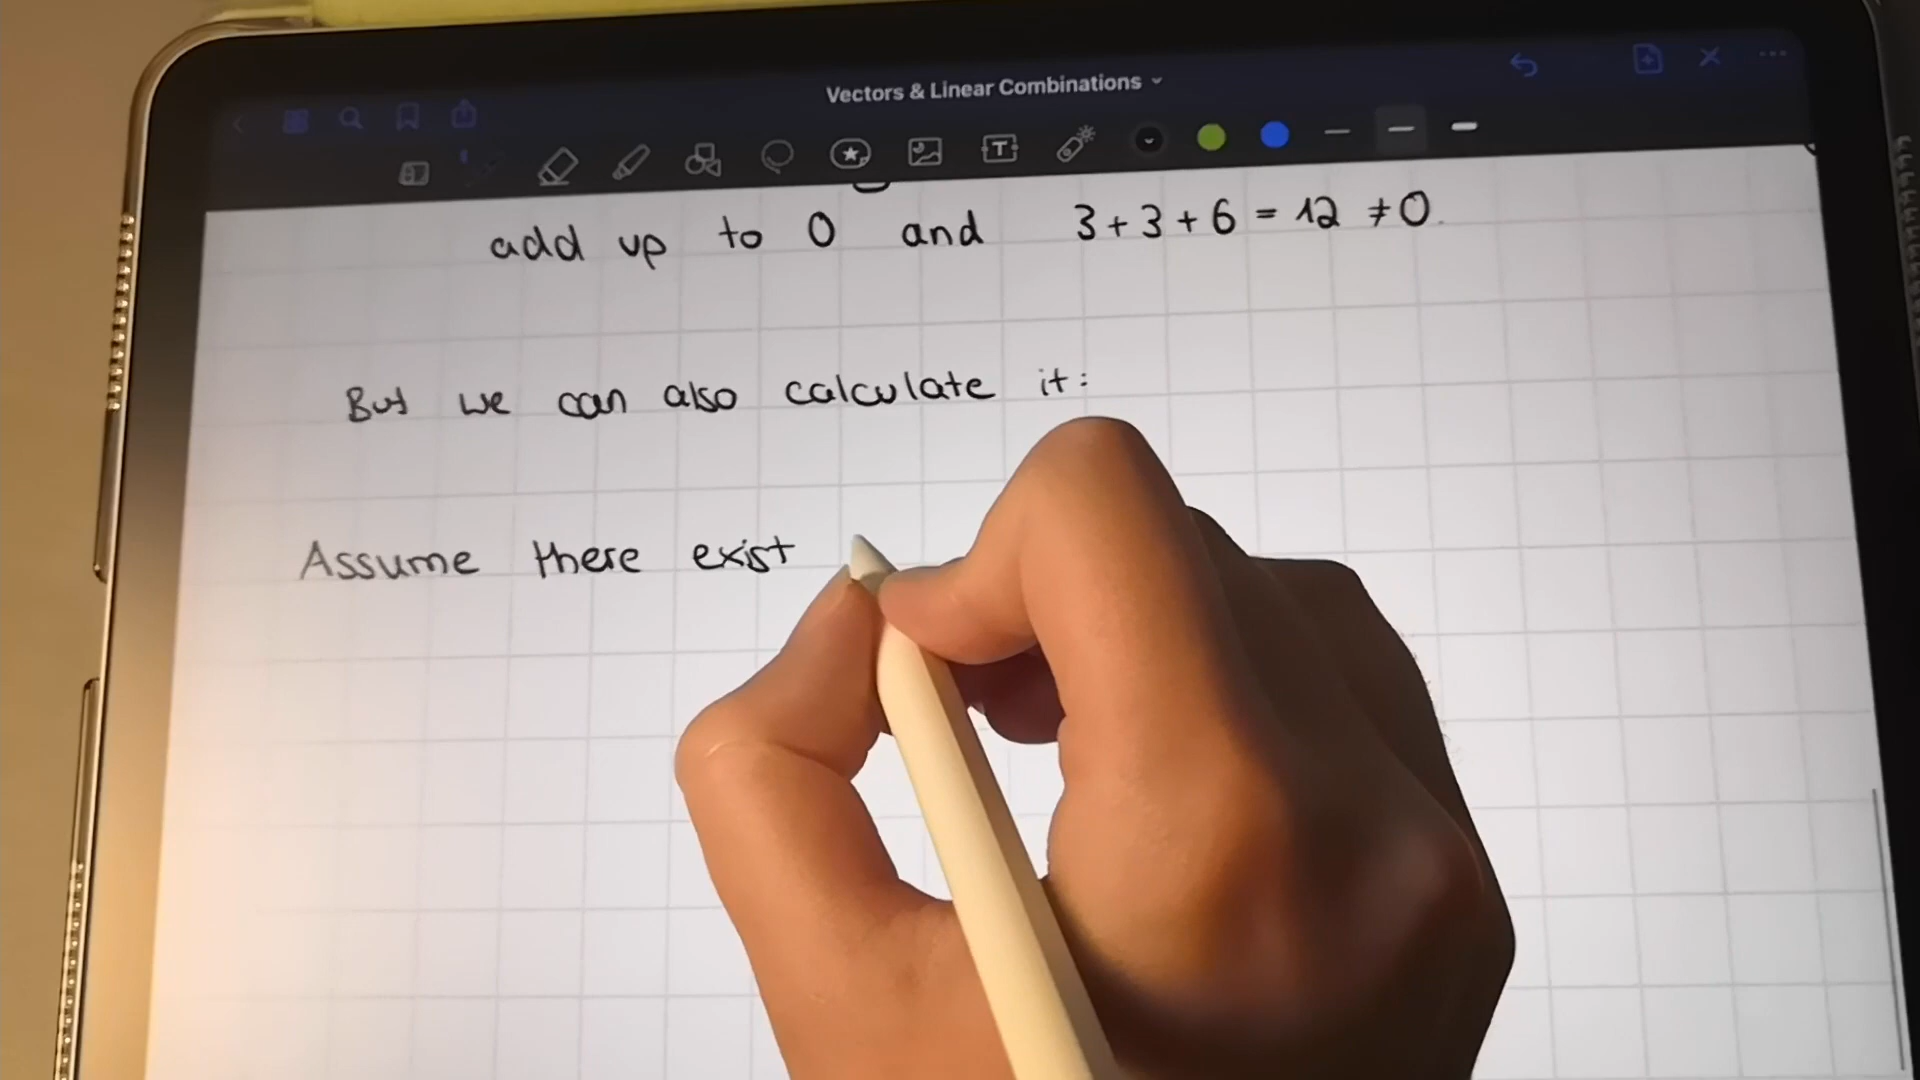 Vectors & Linear Combinations
add up to 0 and 3+3+6=12 ≠0.
But we can also calculate it:
Assume there exist